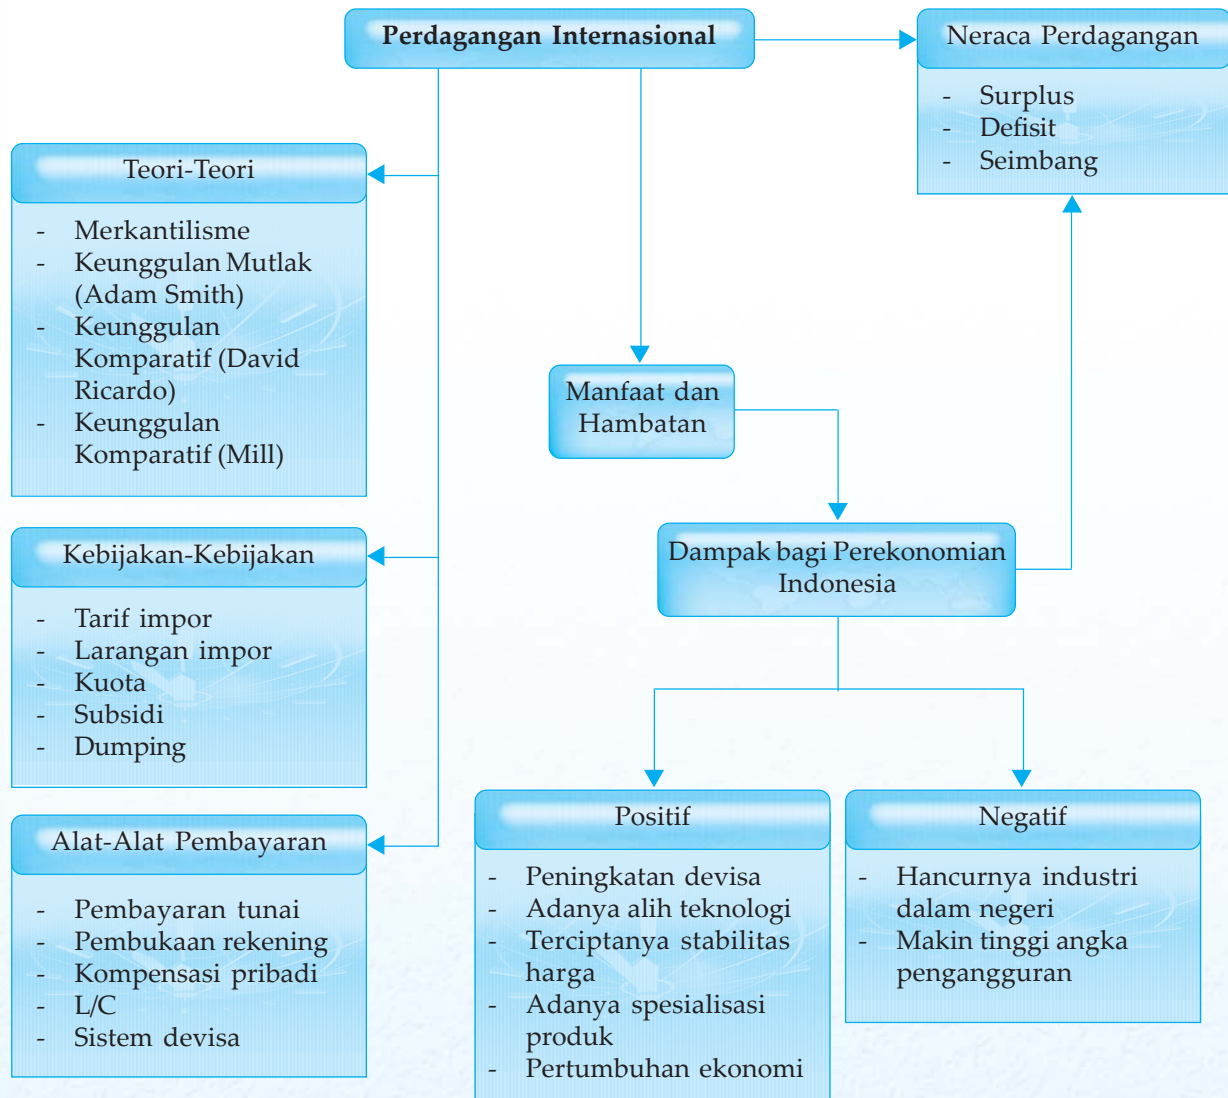 Perdagangan Internasional
Neraca Perdagangan
- Surplus
- Defisit
- Seimbang
Teori-Teori
- Merkantilisme
- Keunggulan Mutlak
(Adam Smith)
- Keunggulan
Komparatif (David
Ricardo)
- Keunggulan
Komparatif (Mill)
Manfaat dan
Hambatan
Kebijakan-Kebijakan
- Tarif impor
- Larangan impor
- Kuota
- Subsidi
- Dumping
Dampak bagi Perekonomian
Indonesia
Alat-Alat Pembayaran
- Pembayaran tunai
- Pembukaan rekening
- Kompensasi pribadi
- L/C
- Sistem devisa
Positif
- Peningkatan devisa
- Adanya alih teknologi
- Terciptanya stabilitas
harga
- Adanya spesialisasi
produk
- Pertumbuhan ekonomi
Negatif
- Hancurnya industri
dalam negeri
- Makin tinggi angka
pengangguran